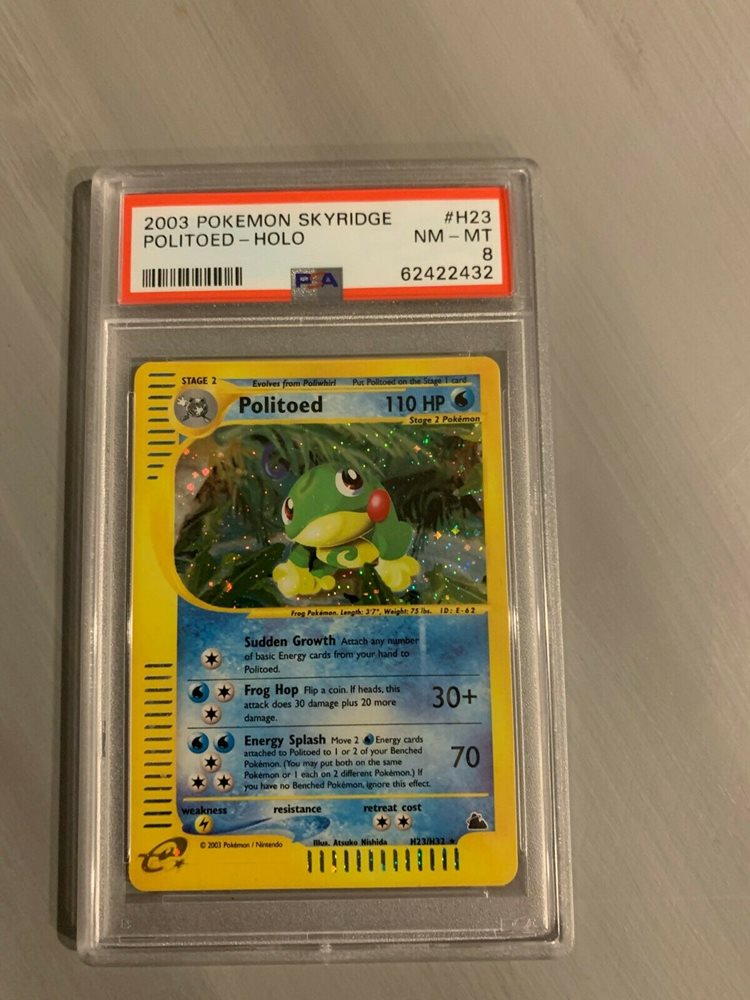 2003 POKEMON SKYRIDGE #H23
POLITOED - HOLO NM - MT
8
PSA 62422432
STAGE 2 Evolves from Poliwhirl Put Politoed on the Stage 1 card
Politoed 110 HP
Stage 2 Pokémon
Frog Pokémon. Length: 3'7", Weight: 75 lbs. ID: E-62
Sudden Growth Attach any number
of basic Energy cards from your hand to
Politoed.
Frog Hop Flip a coin. If heads, this
attack does 30 damage plus 20 more
damage.
30+
Energy Splash Move 2 Energy cards
attached to Politoed to 1 or 2 of your Benched
Pokémon. (You may put both on the same
Pokémon or 1 each on 2 different Pokémon.) If
you have no Benched Pokémon, ignore this effect.
70
weakness resistance retreat cost
© 2003 Pokémon / Nintendo Illus. Atsuko Nishida H23/H32 ★
e